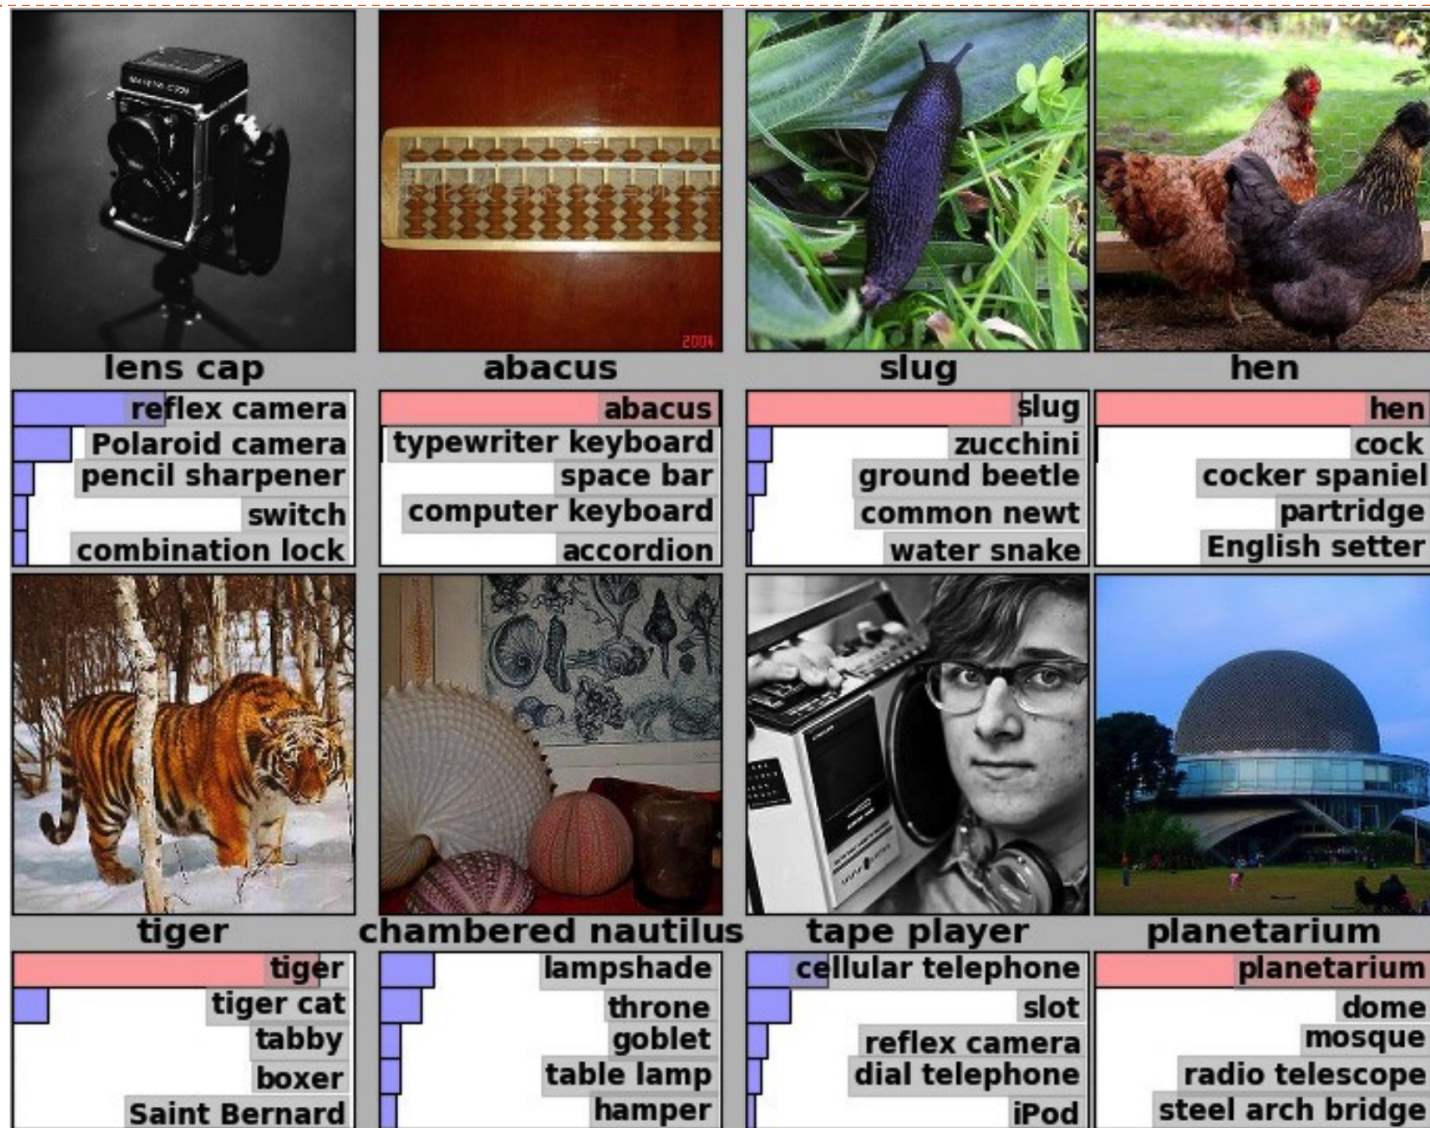 2004
lens cap
abacus
slug
hen
reflex camera
Polaroid camera
pencil sharpener
switch
combination lock
abacus
typewriter keyboard
space bar
computer keyboard
accordion
slug
zucchini
ground beetle
common newt
water snake
hen
cock
cocker spaniel
partridge
English setter
tiger
chambered nautilus
tape player
planetarium
tiger
tiger cat
tabby
boxer
Saint Bernard
lampshade
throne
goblet
table lamp
hamper
cellular telephone
slot
reflex camera
dial telephone
iPod
planetarium
dome
mosque
radio telescope
steel arch bridge